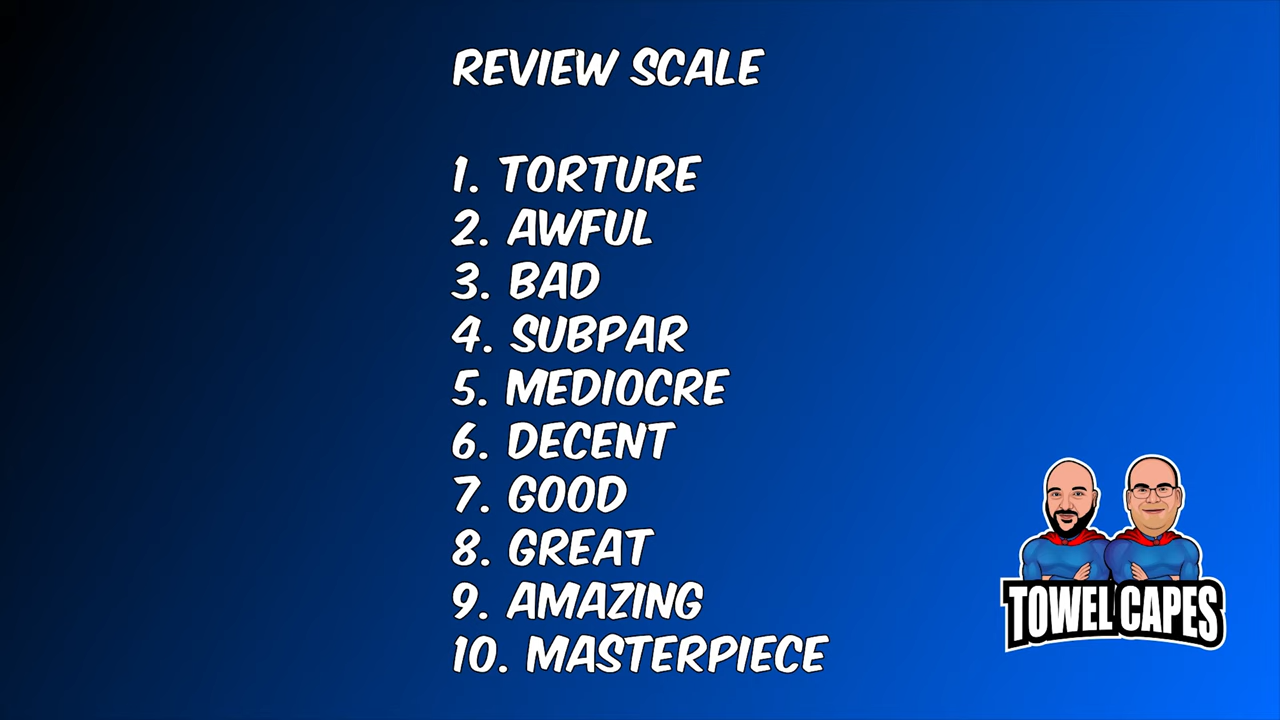 REVIEW SCALE
1. TORTURE
2. AWFUL
3. BAD
4. SUBPAR
5. MEDIOCRE
6. DECENT
7. GOOD
8. GREAT
9. AMAZING
10. MASTERPIECE
TOWEL CAPES